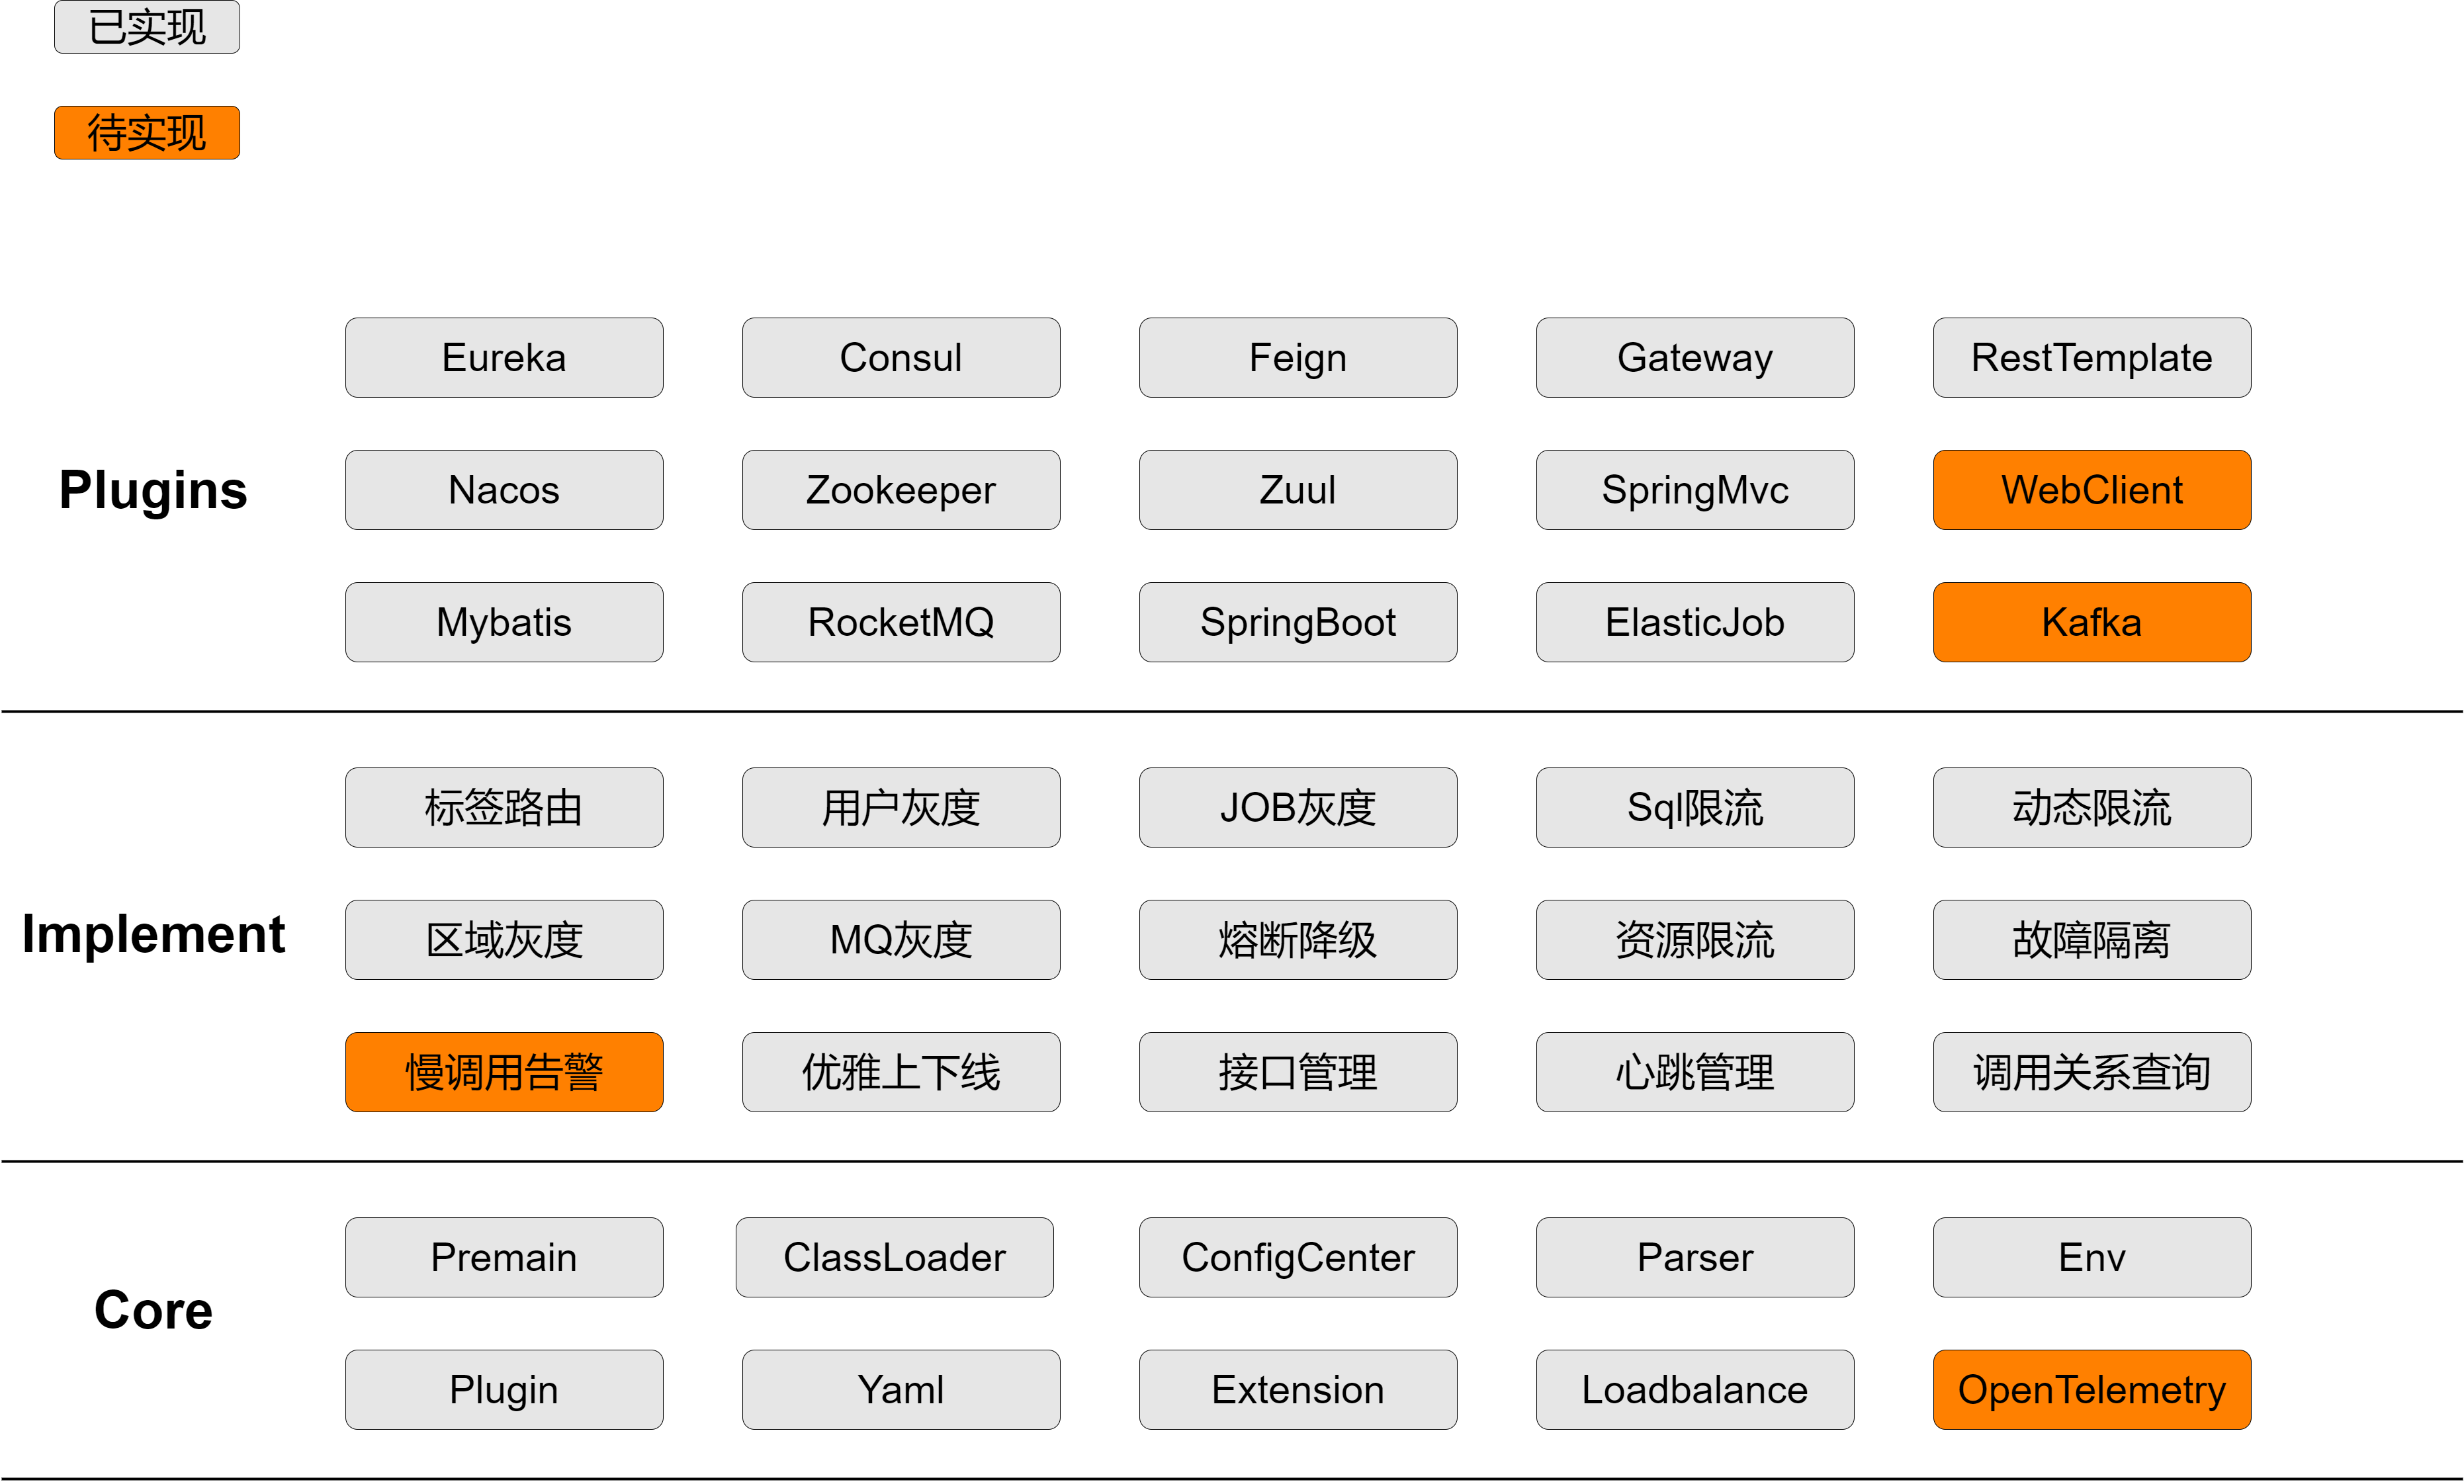 已实现
待实现
Eureka
Consul
Feign
Gateway
RestTemplate
Plugins
Nacos
Zookeeper
Zuul
SpringMvc
WebClient
Mybatis
RocketMQ
SpringBoot
ElasticJob
Kafka
标签路由
用户灰度
JOB灰度
Sql限流
动态限流
Implement
区域灰度
MQ灰度
熔断降级
资源限流
故障隔离
慢调用告警
优雅上下线
接口管理
心跳管理
调用关系查询
Premain
ClassLoader
ConfigCenter
Parser
Env
Core
Plugin
Yaml
Extension
Loadbalance
OpenTelemetry